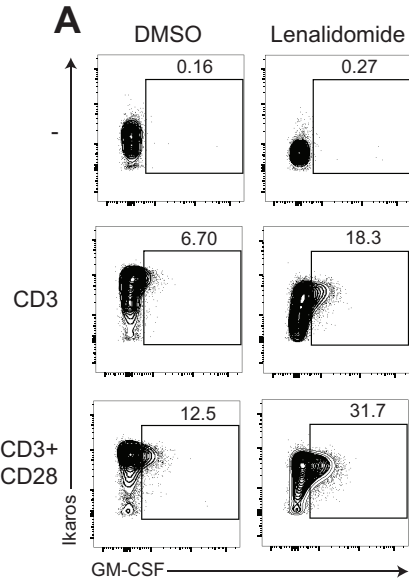 A
DMSO Lenalidomide
0.16 0.27
-
6.70 18.3
CD3
12.5 31.7
CD3+
CD28
Ikaros
GM-CSF